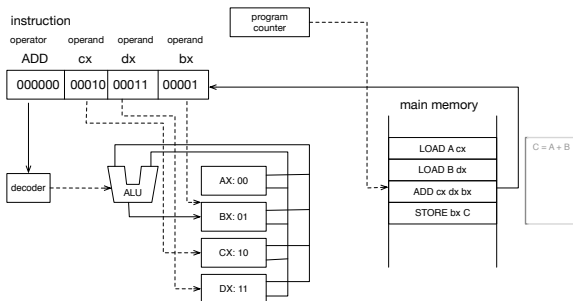 instruction
program
counter
operator operand operand operand
ADD cx dx bx
000000 00010 00011 00001
main memory
LOAD A cx
C = A + B
LOAD B dx
decoder
ALU
AX: 00
ADD cx dx bx
BX: 01
STORE bx C
CX: 10
DX: 11